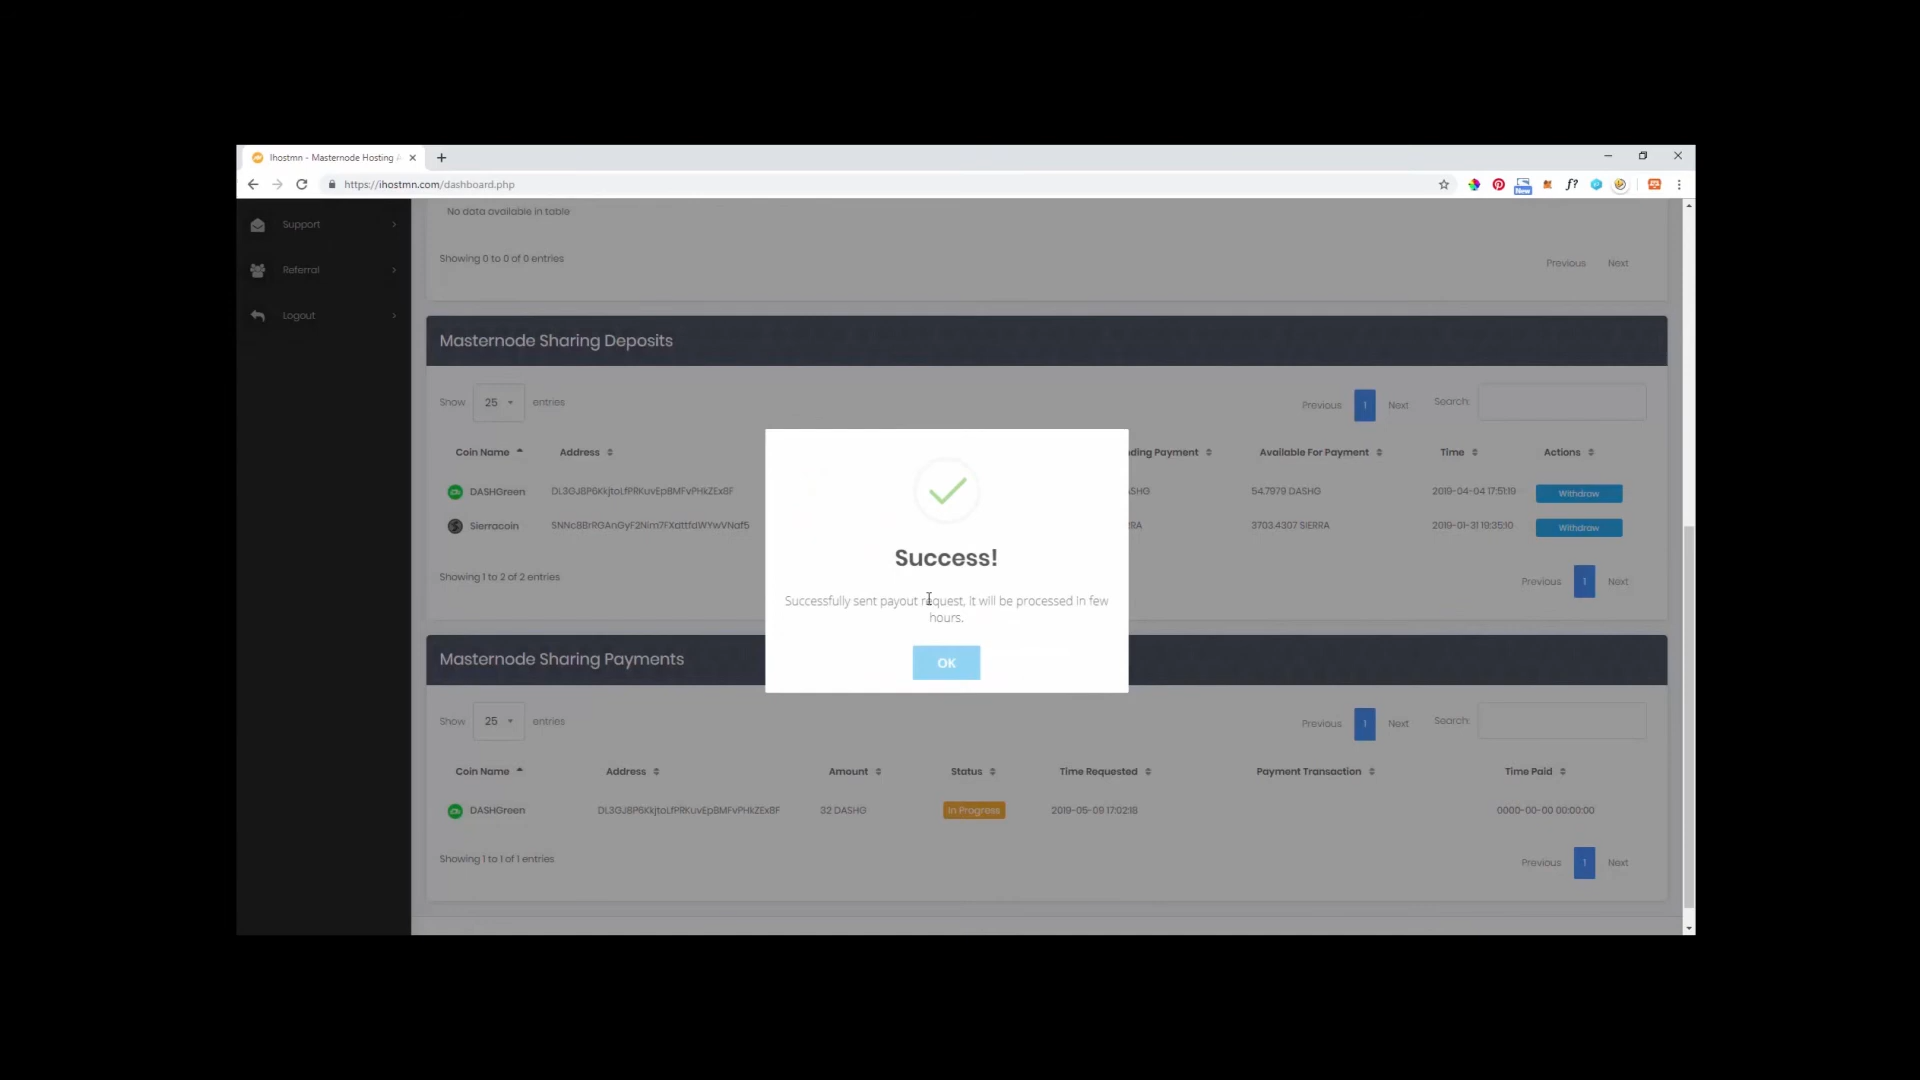 Ihostmn - Masternode Hosting
https://ihostmn.com/dashboard.php
New
f?
Support
Referral
Logout
No data available in table
Showing 0 to 0 of 0 entries
Previous Next
Masternode Sharing Deposits
Show 25 entries
Previous 1 Next Search:
Coin Name Address ding Payment Available For Payment Time Actions
DASHGreen 54.7979 DASHG 2019-04-04 17:51:19 Withdraw
Sierracoin 3703.4307 SIERRA 2019-01-31 19:35:10 Withdraw
Showing 1 to 2 of 2 entries
Previous 1 Next
Success!
Successfully sent payout request, it will be processed in few
hours.
OK
Masternode Sharing Payments
Show 25 entries
Previous 1 Next Search:
Coin Name Address Amount Status Time Requested Payment Transaction Time Paid
DASHGreen 32 DASHG In Progress 2019-05-09 17:02:18 0000-00-00 00:00:00
Showing 1 to 1 of 1 entries
Previous 1 Next